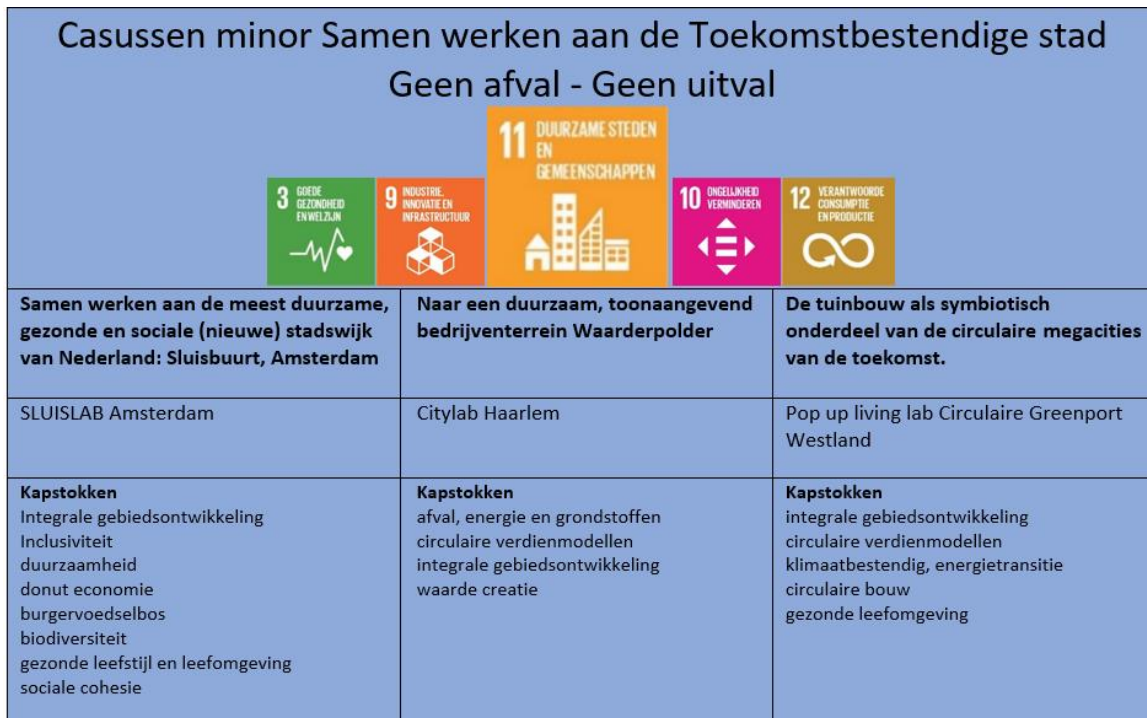 Casussen minor Samen werken aan de Toekomstbestendige stad
Geen afval - Geen uitval
3 GOEDE
GEZONDHEID
EN WELZIJN
9 INDUSTRIE,
INNOVATIE EN
INFRASTRUCTUUR
11 DUURZAME STEDEN
EN
GEMEENSCHAPPEN
10 ONGELIJKHEID
VERMINDEREN
12 VERANTWOORDE
CONSUMPTIE
EN PRODUCTIE
Samen werken aan de meest duurzame,
gezonde en sociale (nieuwe) stadswijk
van Nederland: Sluisbuurt, Amsterdam
Naar een duurzaam, toonaangevend
bedrijventerrein Waarderpolder
De tuinbouw als symbiotisch
onderdeel van de circulaire megacities
van de toekomst.
SLUISLAB Amsterdam
Citylab Haarlem
Pop up living lab Circulaire Greenport
Westland
Kapstokken
Integrale gebiedsontwikkeling
Inclusiviteit
duurzaamheid
donut economie
burgervoedselbos
biodiversiteit
gezonde leefstijl en leefomgeving
sociale cohesie
Kapstokken
afval, energie en grondstoffen
circulaire verdienmodellen
integrale gebiedsontwikkeling
waarde creatie
Kapstokken
integrale gebiedsontwikkeling
circulaire verdienmodellen
klimaatbestendig, energietransitie
circulaire bouw
gezonde leefomgeving